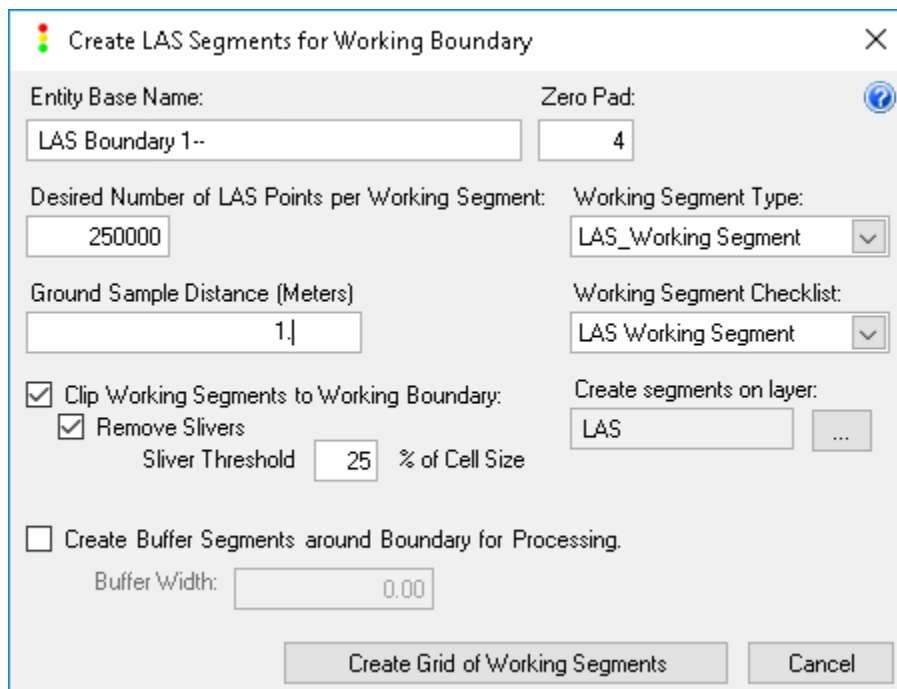 Create LAS Segments for Working Boundary
Entity Base Name: Zero Pad:
LAS Boundary 1-- 4
Desired Number of LAS Points per Working Segment: Working Segment Type:
250000 LAS_Working Segment
Ground Sample Distance (Meters) Working Segment Checklist:
1. LAS Working Segment
Clip Working Segments to Working Boundary: Create segments on layer:
Remove Slivers LAS ...
Sliver Threshold 25 % of Cell Size
Create Buffer Segments around Boundary for Processing.
Buffer Width: 0.00
Create Grid of Working Segments Cancel